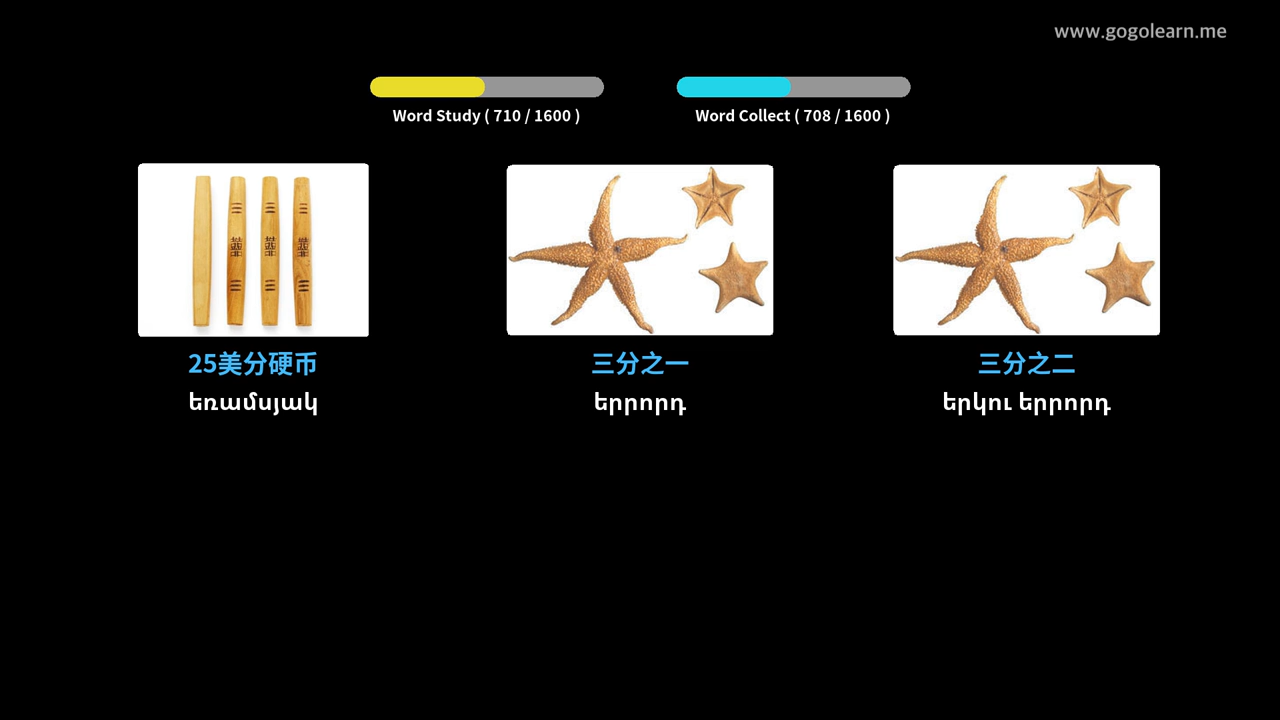 www.gogolearn.me
Word Study ( 710 / 1600 )
Word Collect ( 708 / 1600 )
25美分硬币
三分之一
三分之二
եռամսյակ
երրորդ
երկու երրորդ